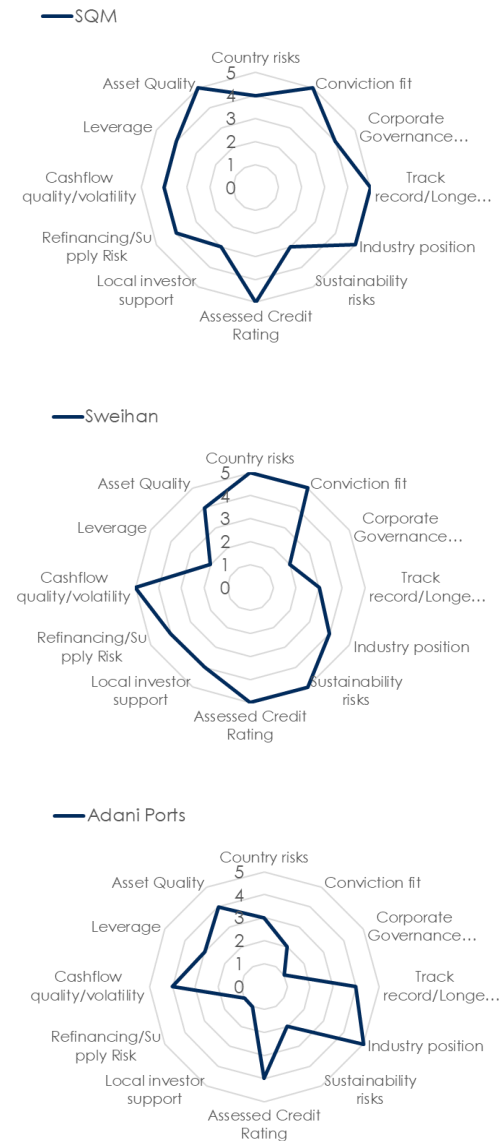 SQM
Country risks
Conviction fit
Corporate
Governance…
Track
record/Longe…
Industry position
Sustainability
risks
Assessed Credit
Rating
Local investor
support
Refinancing/Su
pply Risk
Cashflow
quality/volatility
Leverage
Asset Quality
5
4
3
2
1
0
Sweihan
Country risks
Conviction fit
Corporate
Governance…
Track
record/Longe…
Industry position
Sustainability
risks
Assessed Credit
Rating
Local investor
support
Refinancing/Su
pply Risk
Cashflow
quality/volatility
Leverage
Asset Quality
5
4
3
2
1
0
Adani Ports
Country risks
Conviction fit
Corporate
Governance…
Track
record/Longe…
Industry position
Sustainability
risks
Assessed Credit
Rating
Local investor
support
Refinancing/Su
pply Risk
Cashflow
quality/volatility
Leverage
Asset Quality
5
4
3
2
1
0